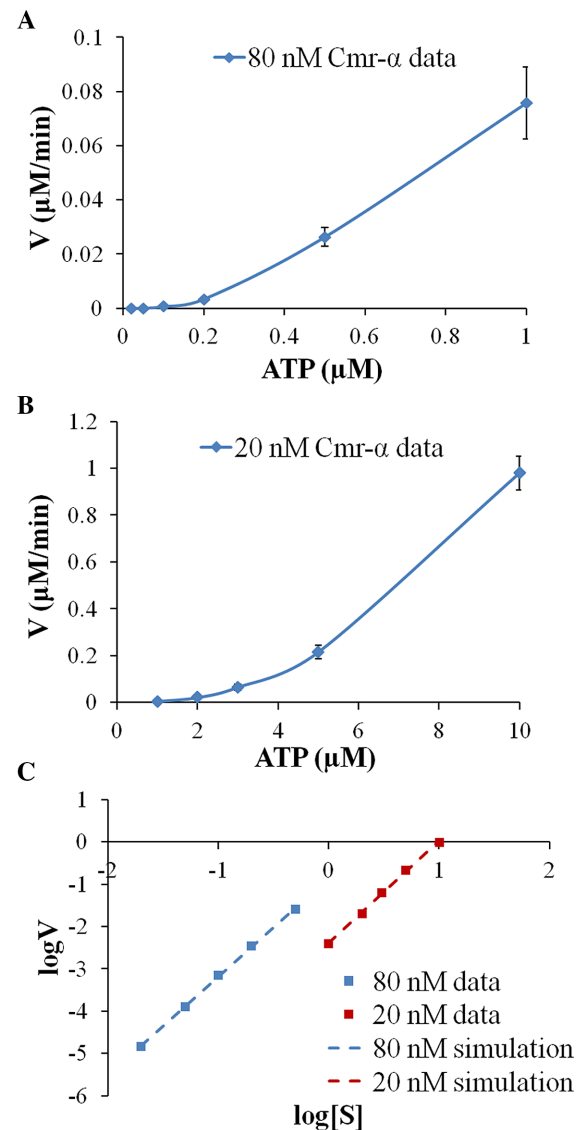 A
0.1
80 nM Cmr-α data
0.08
0.06
0.04
0.02
0
V (µM/min)
0 0.2 0.4 0.6 0.8 1
ATP (µM)
B
1.2
20 nM Cmr-α data
1
0.8
0.6
0.4
0.2
0
V (µM/min)
0 2 4 6 8 10
ATP (µM)
C
1
0
-2 -1 0 1 2
-1
-2
-3
-4
-5
-6
logV
80 nM data
20 nM data
80 nM simulation
20 nM simulation
log[S]